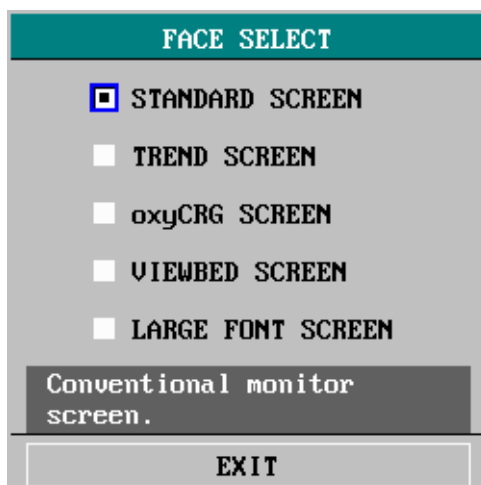 FACE SELECT
STANDARD SCREEN
TREND SCREEN
oxyCRG SCREEN
VIEWBED SCREEN
LARGE FONT SCREEN
Conventional monitor
screen.
EXIT